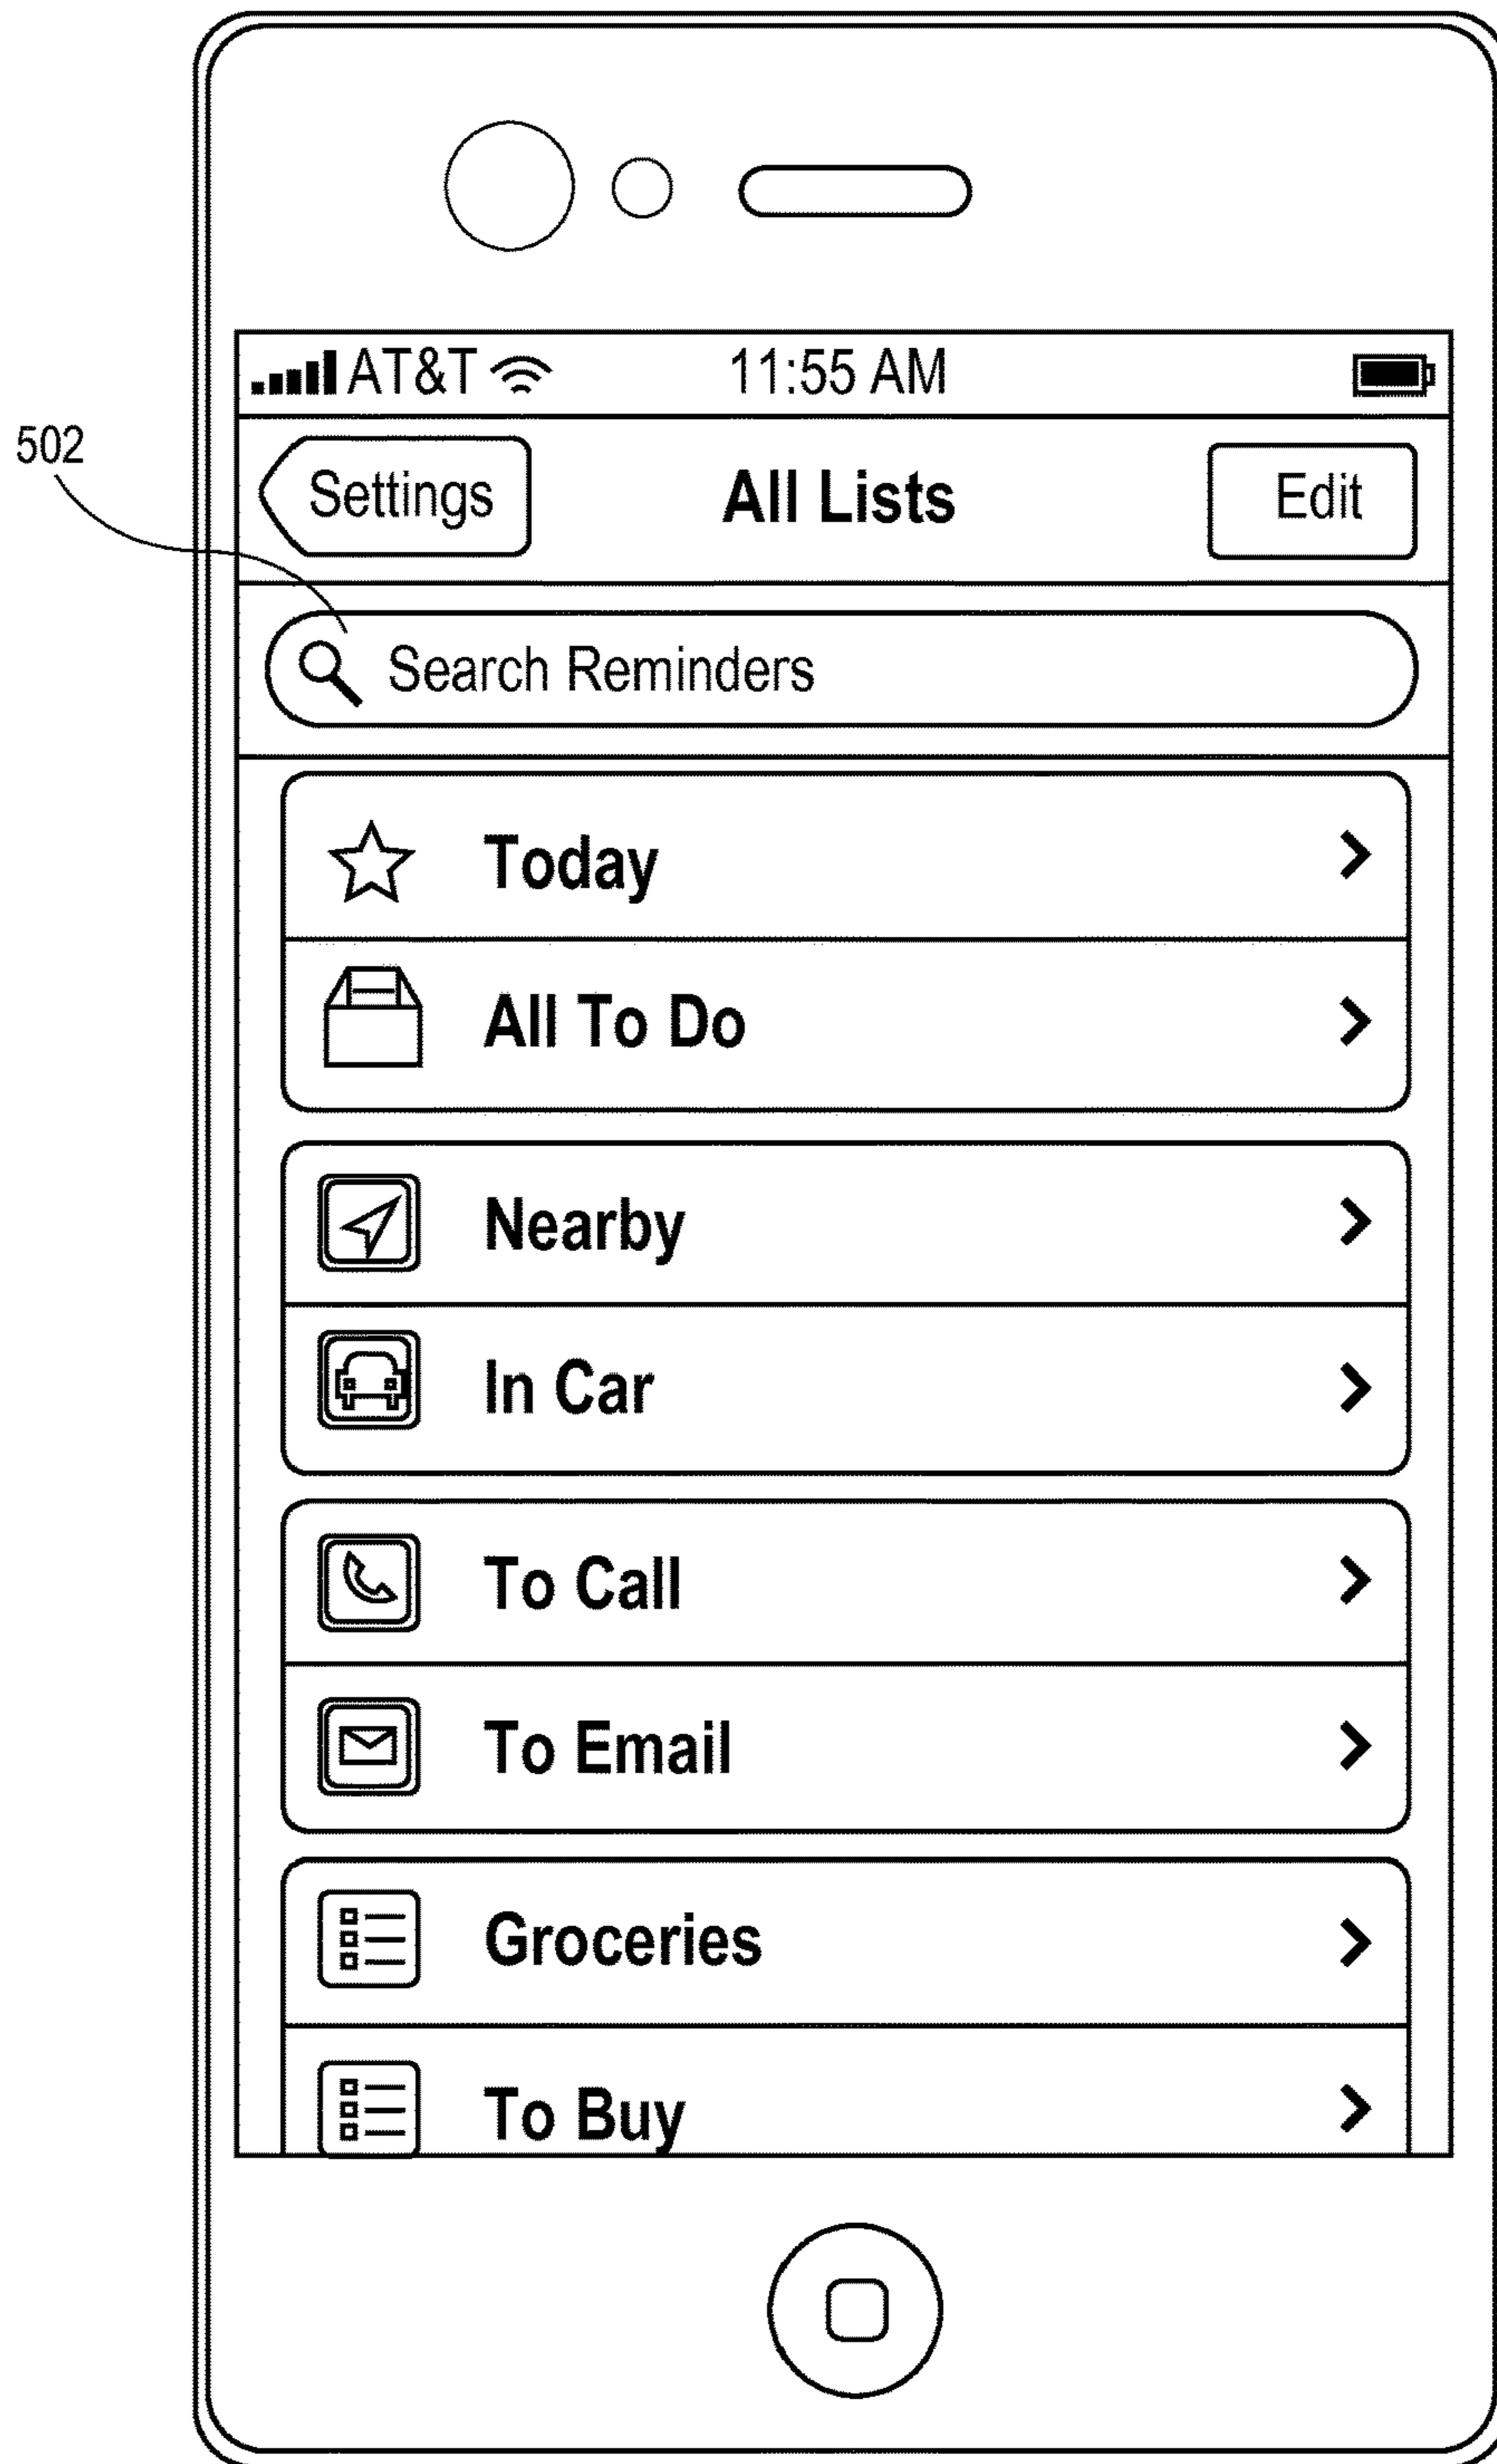 AT&T 11:55 AM
502
Settings All Lists Edit
Search Reminders
Today
All To Do
Nearby
In Car
To Call
To Email
Groceries
To Buy